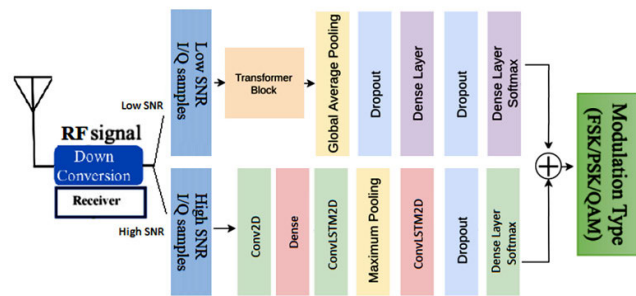 RF signal
Down
Conversion
Receiver
Low SNR
High SNR
Low SNR
I/Q samples
Transformer
Block
Global Average Pooling
Dropout
Dense Layer
Dropout
Dense Layer
Softmax
High SNR
I/Q samples
Conv2D
Dense
ConvLSTM2D
Maximum Pooling
ConvLSTM2D
Dropout
Dense Layer
Softmax
Modulation Type
(FSK/PSK/QAM)